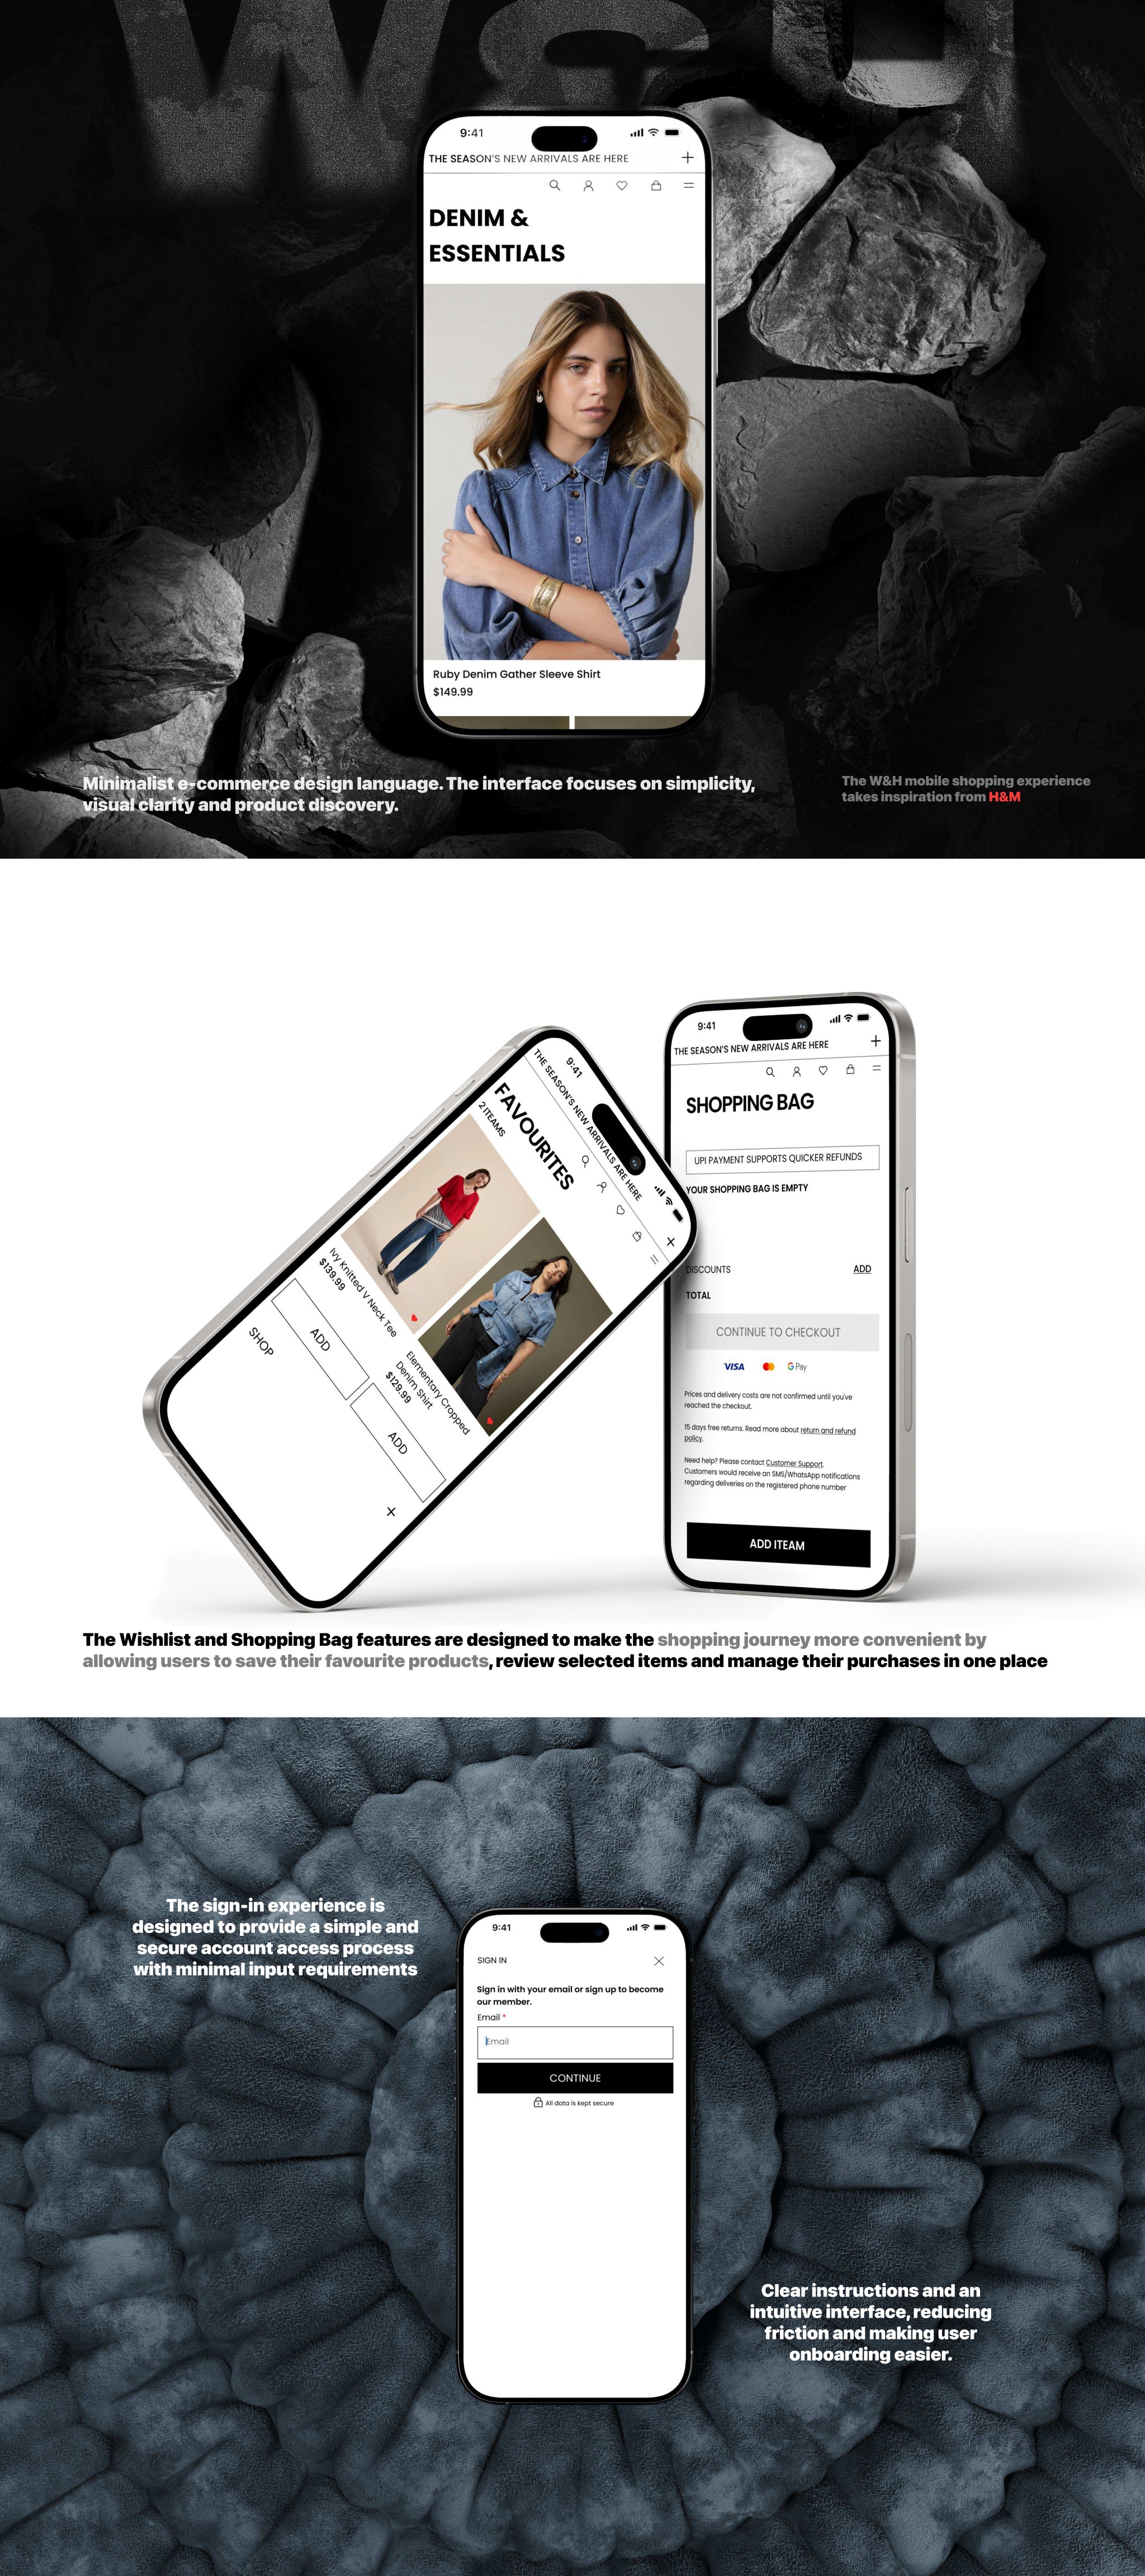 W&H
9:41
THE SEASON'S NEW ARRIVALS ARE HERE
DENIM &
ESSENTIALS
Ruby Denim Gather Sleeve Shirt
$149.99
Minimalist e-commerce design language. The interface focuses on simplicity,
visual clarity and product discovery.
The W&H mobile shopping experience
takes inspiration from H&M
9:41
THE SEASON'S NEW ARRIVALS ARE HERE
FAVOURITES
2 ITEAMS
Ivy Knitted V Neck Tee
$139.99
ADD
Elementary Cropped
Denim Shirt
$129.99
ADD
SHOP
9:41
THE SEASON'S NEW ARRIVALS ARE HERE
SHOPPING BAG
UPI PAYMENT SUPPORTS QUICKER REFUNDS
YOUR SHOPPING BAG IS EMPTY
DISCOUNTS ADD
TOTAL
CONTINUE TO CHECKOUT
VISA G Pay
Prices and delivery costs are not confirmed until you've
reached the checkout.
15 days free returns. Read more about return and refund
policy.
Need help? Please contact Customer Support.
Customers would receive an SMS/WhatsApp notifications
regarding deliveries on the registered phone number
ADD ITEAM
The Wishlist and Shopping Bag features are designed to make the shopping journey more convenient by
allowing users to save their favourite products, review selected items and manage their purchases in one place
The sign-in experience is
designed to provide a simple and
secure account access process
with minimal input requirements
9:41
SIGN IN
Sign in with your email or sign up to become
our member.
Email *
Email
CONTINUE
All data is kept secure
Clear instructions and an
intuitive interface, reducing
friction and making user
onboarding easier.